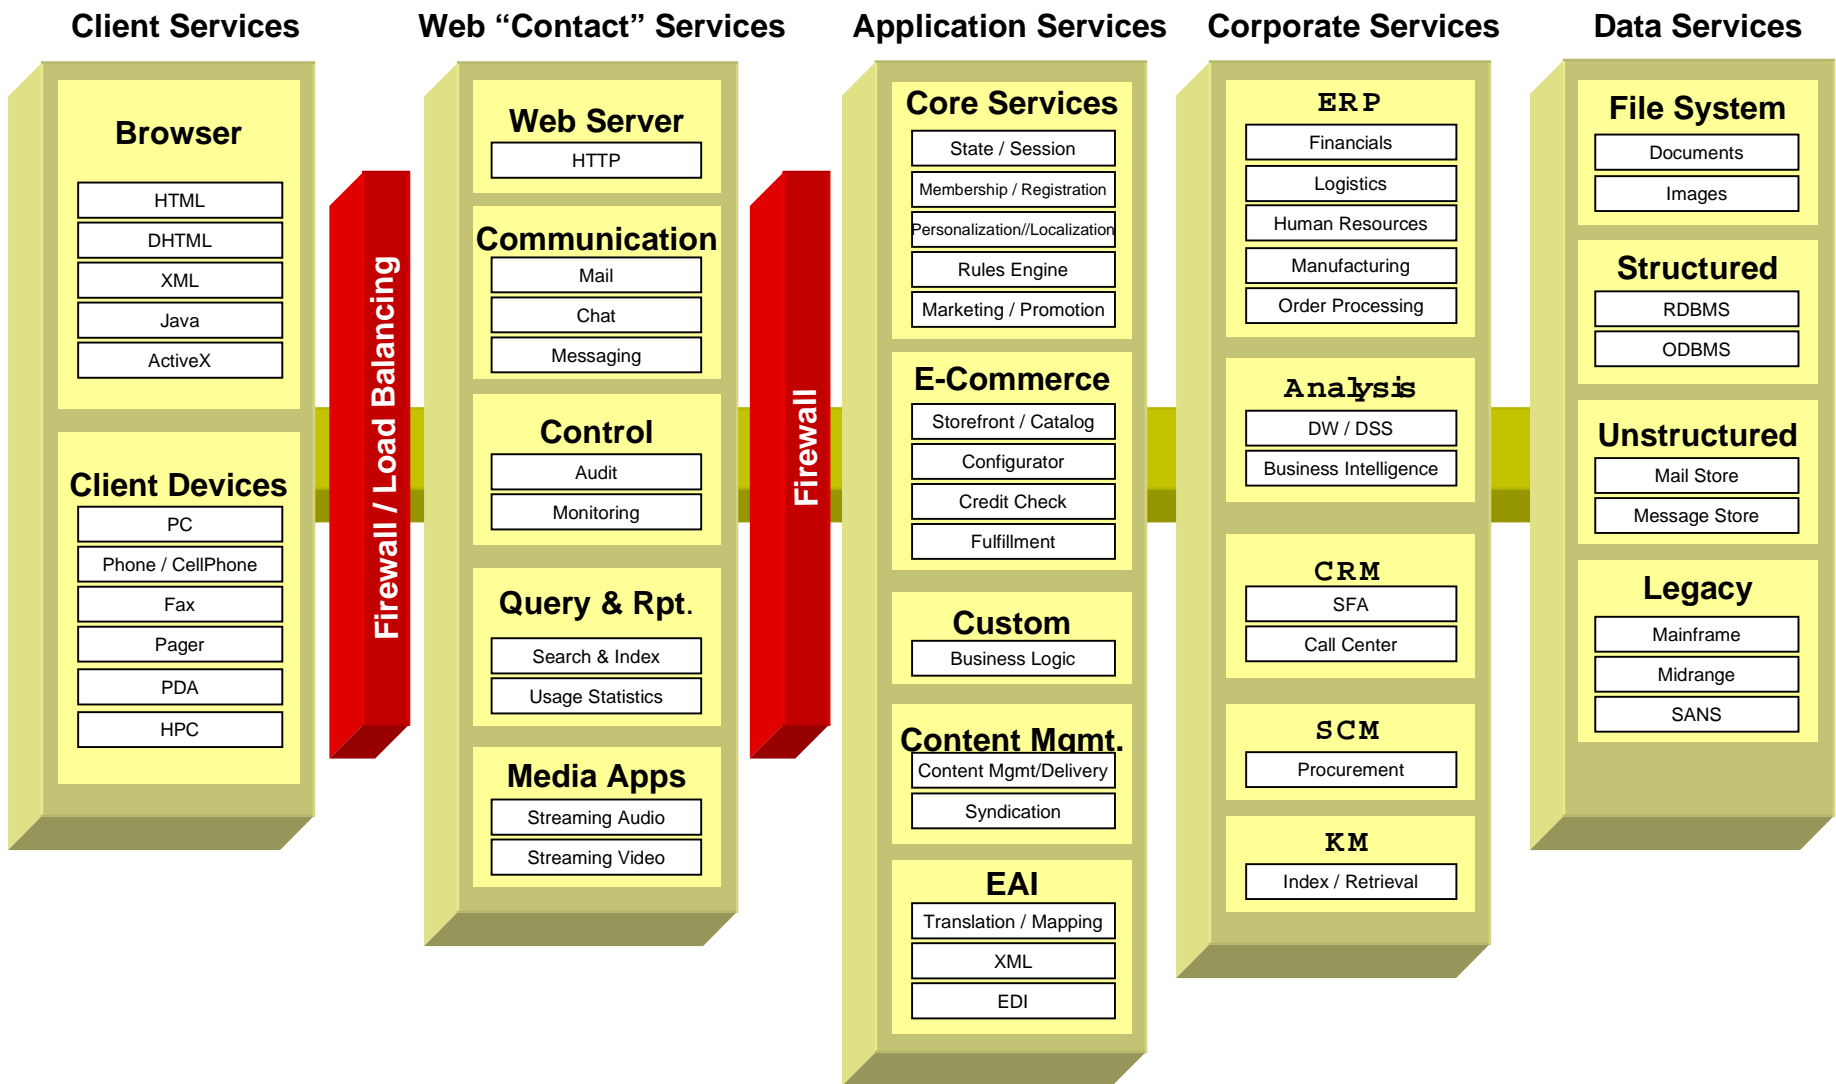 Client Services
Browser
HTML
DHTML
XML
Java
ActiveX
Client Devices
PC
Phone / CellPhone
Fax
Pager
PDA
HPC
Firewall / Load Balancing
Web “Contact” Services
Web Server
HTTP
Communication
Mail
Chat
Messaging
Control
Audit
Monitoring
Query & Rpt.
Search & Index
Usage Statistics
Media Apps
Streaming Audio
Streaming Video
Firewall
Application Services
Core Services
State / Session
Membership / Registration
Personalization//Localization
Rules Engine
Marketing / Promotion
E-Commerce
Storefront / Catalog
Configurator
Credit Check
Fulfillment
Custom
Business Logic
Content Mgmt.
Content Mgmt/Delivery
Syndication
EAI
Translation / Mapping
XML
EDI
Corporate Services
ERP
Financials
Logistics
Human Resources
Manufacturing
Order Processing
Analysis
DW / DSS
Business Intelligence
CRM
SFA
Call Center
SCM
Procurement
KM
Index / Retrieval
Data Services
File System
Documents
Images
Structured
RDBMS
ODBMS
Unstructured
Mail Store
Message Store
Legacy
Mainframe
Midrange
SANS